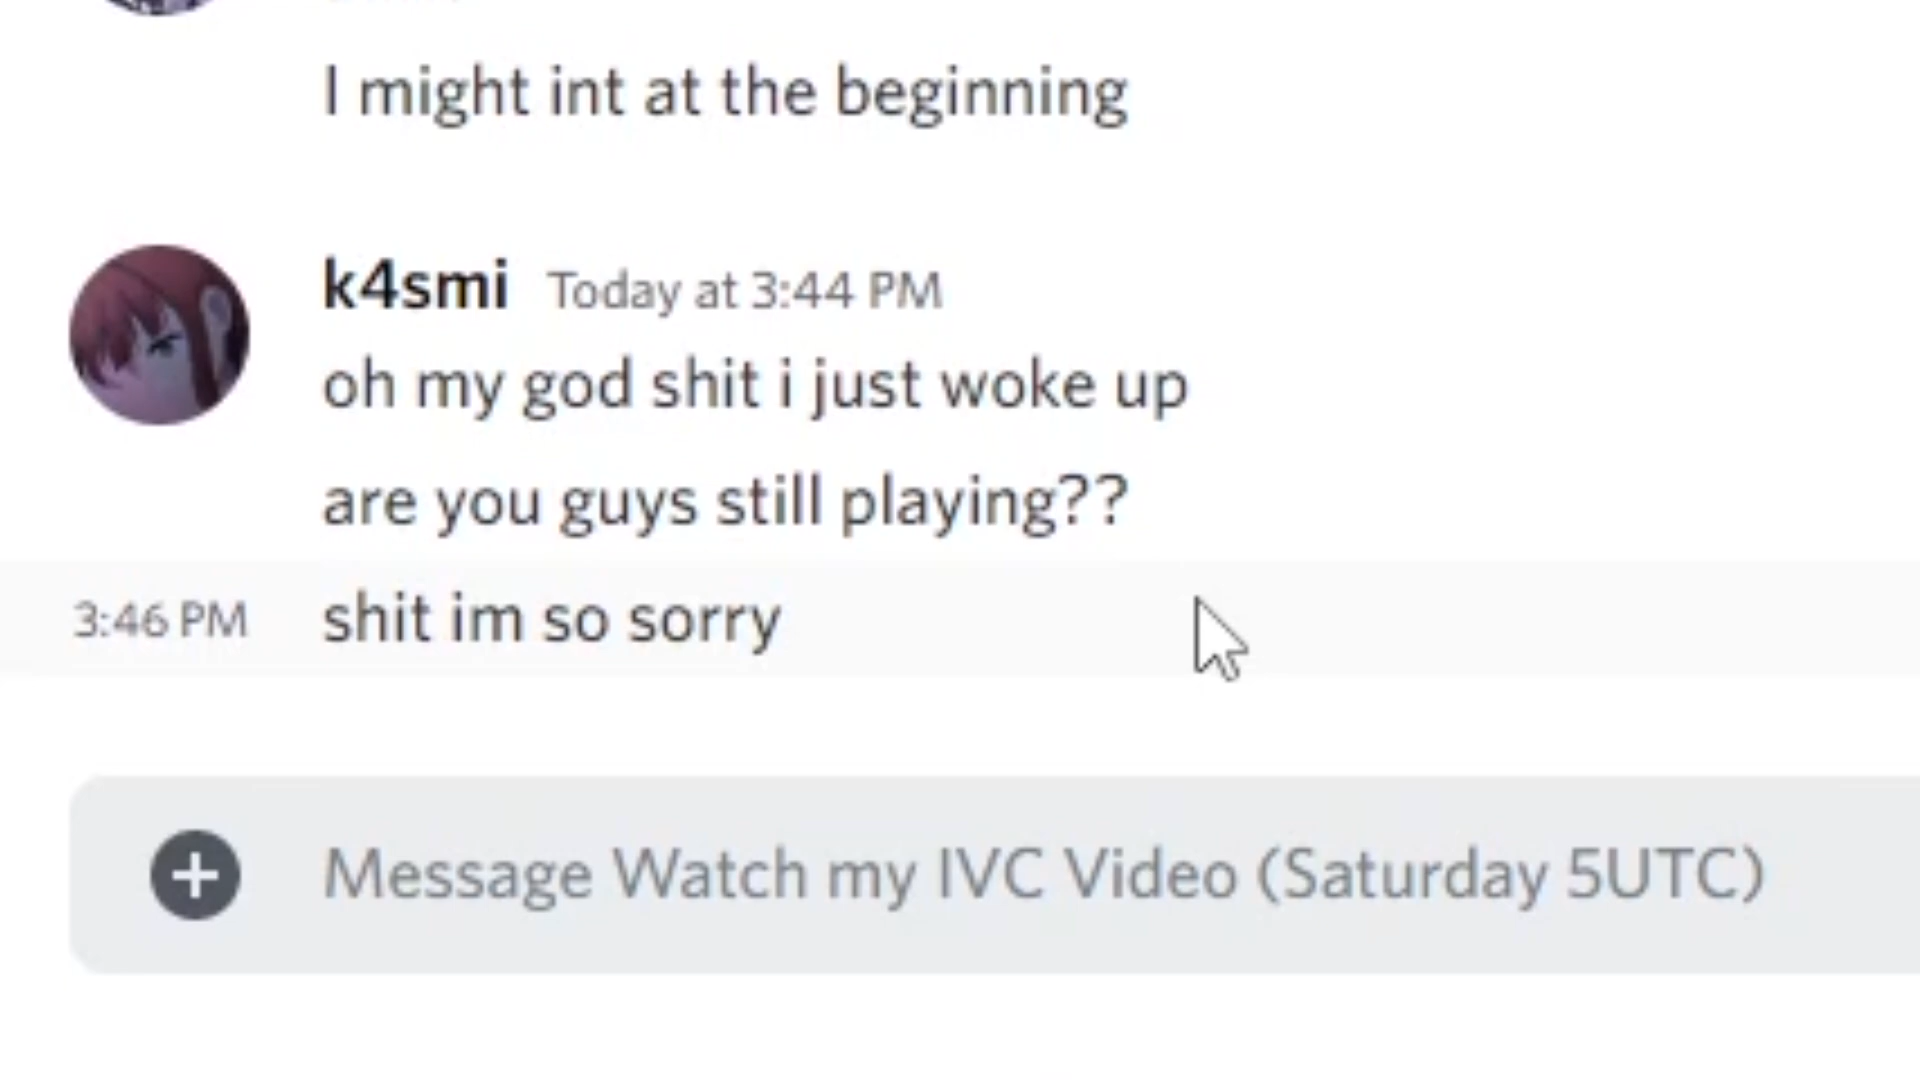 I might int at the beginning
k4smi Today at 3:44 PM
oh my god shit i just woke up
are you guys still playing??
3:46 PM shit im so sorry
Message Watch my IVC Video (Saturday 5UTC)